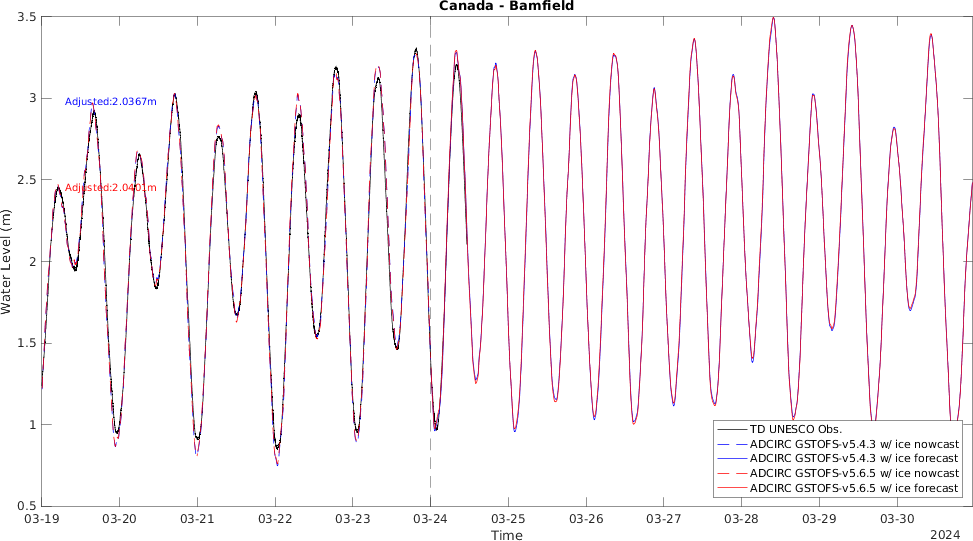 Canada - Bamfield
3.5
3
2.5
2
1.5
1
0.5
Water Level (m)
Adjusted:2.0367m
Adjusted:2.0401m
TD UNESCO Obs.
ADCIRC GSTOFS-v5.4.3 w/ ice nowcast
ADCIRC GSTOFS-v5.4.3 w/ ice forecast
ADCIRC GSTOFS-v5.6.5 w/ ice nowcast
ADCIRC GSTOFS-v5.6.5 w/ ice forecast
03-19 03-20 03-21 03-22 03-23 03-24 03-25 03-26 03-27 03-28 03-29 03-30
Time
2024